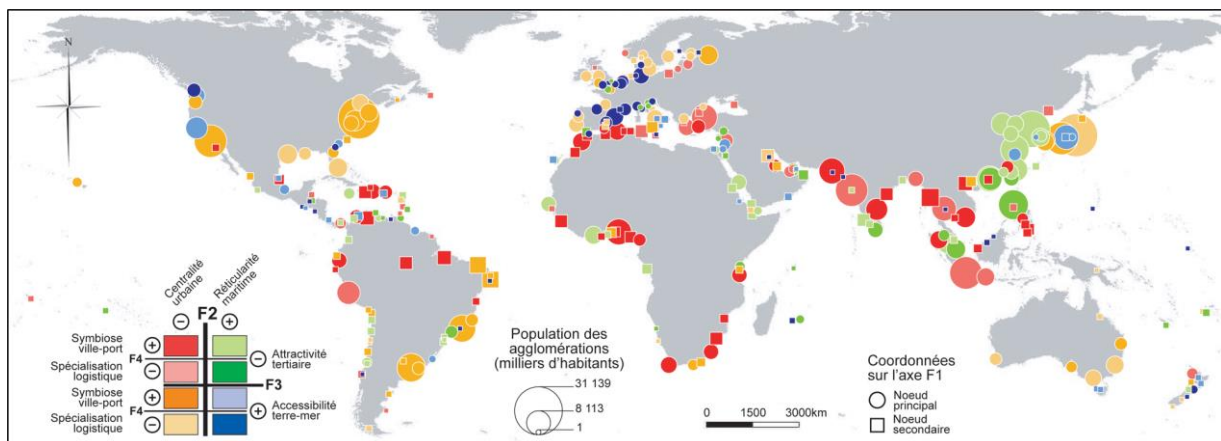 N
Centralité
urbaine
Réticularité
maritime
F2
Symbiose
ville-port
F4
Attractivité
tertiaire
Spécialisation
logistique
F3
Symbiose
ville-port
F4
Accessibilité
terre-mer
Spécialisation
logistique
Population des
agglomérations
(milliers d'habitants)
31 139
8 113
1
0 1500 3000km
Coordonnées
sur l'axe F1
Noeud
principal
Noeud
secondaire